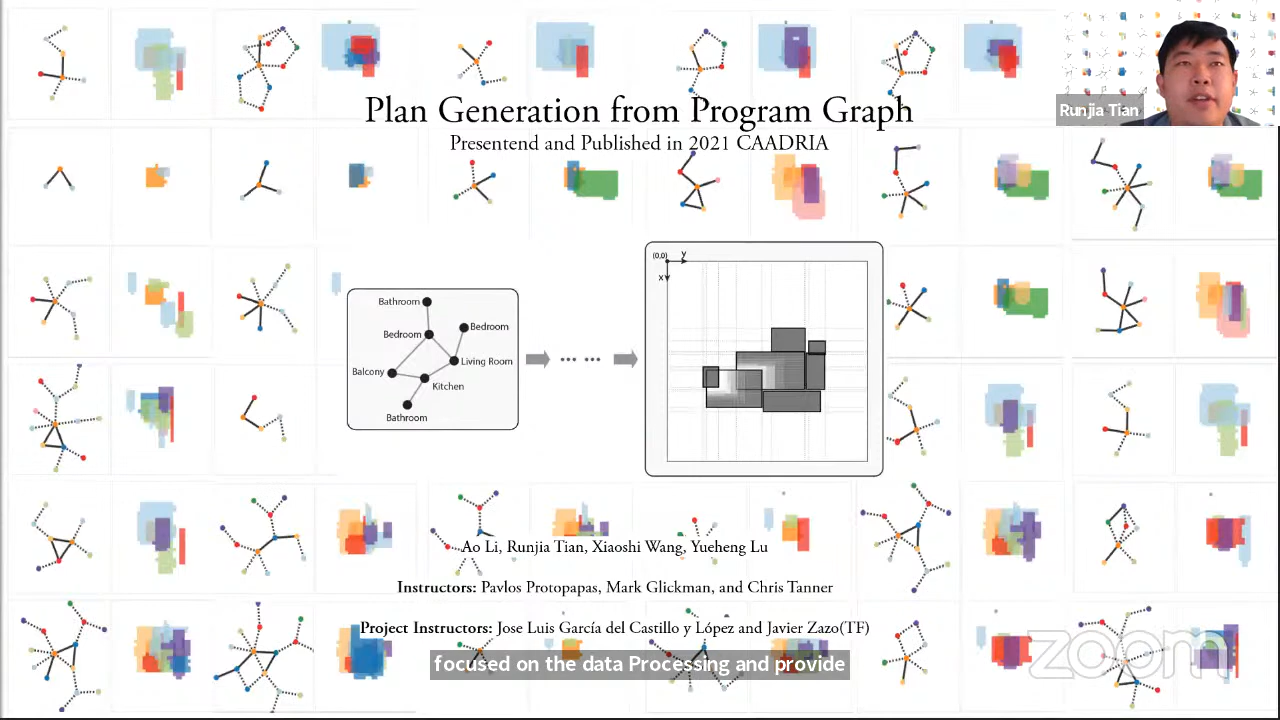 Plan Generation from Program Graph
Presentend and Published in 2021 CAADRIA
Runjia Tian
(0,0)
y
x
Bathroom
Bedroom
Bedroom
Living Room
Balcony
Kitchen
Bathroom
... ...
Ao Li, Runjia Tian, Xiaoshi Wang, Yueheng Lu
Instructors: Pavlos Protopapas, Mark Glickman, and Chris Tanner
Project Instructors: Jose Luis García del Castillo y López and Javier Zazo(TF)
focused on the data Processing and provide
zoom